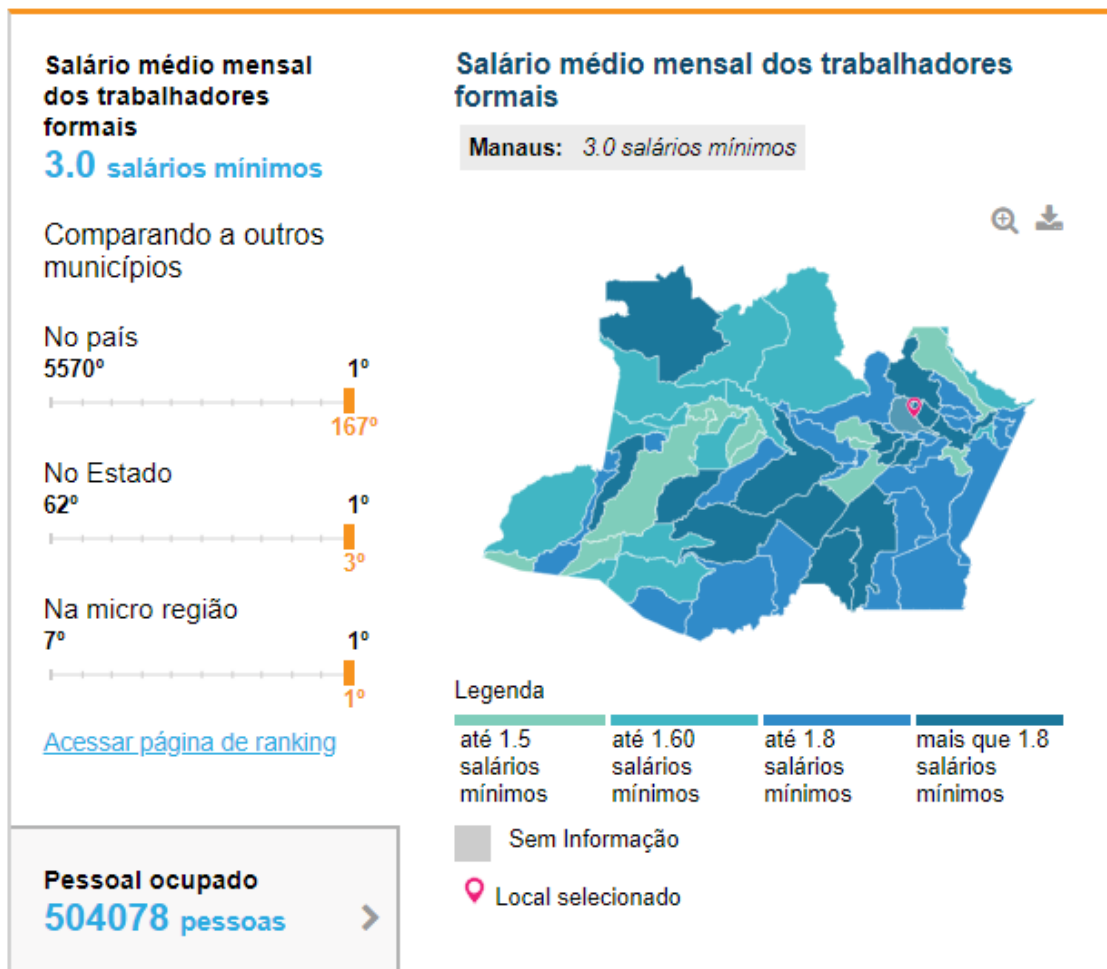 Salário médio mensal
dos trabalhadores
formais
3.0 salários mínimos
Comparando a outros
municípios
No país
5570º 1º
167º
No Estado
62º 1º
3º
Na micro região
7º 1º
1º
Acessar página de ranking
Pessoal ocupado
504078 pessoas
Salário médio mensal dos trabalhadores
formais
Manaus: 3.0 salários mínimos
Legenda
até 1.5
salários
mínimos
até 1.60
salários
mínimos
até 1.8
salários
mínimos
mais que 1.8
salários
mínimos
Sem Informação
Local selecionado